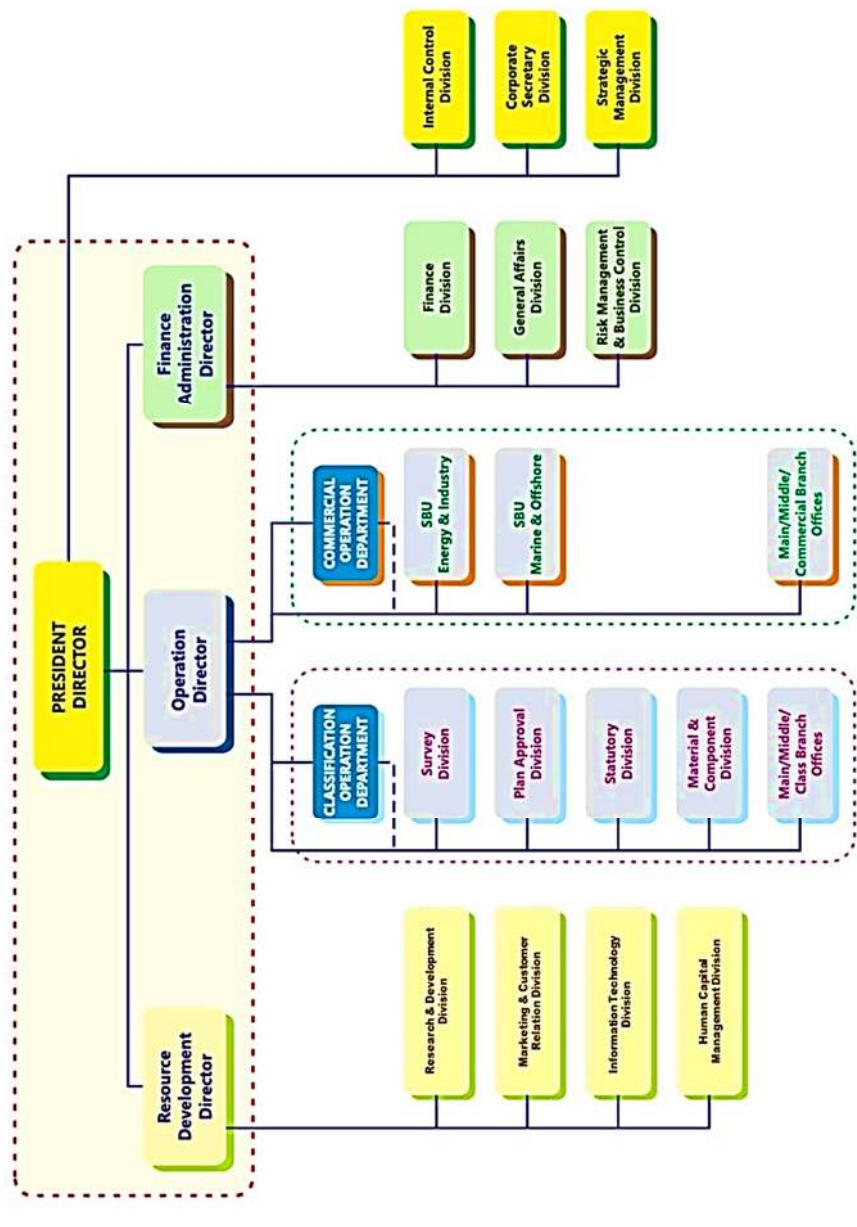 PRESIDENT
DIRECTOR
Resource
Development
Director
Operation
Director
Finance
Administration
Director
Research & Development
Division
Marketing & Customer
Relation Division
Information Technology
Division
Human Capital
Management Division
CLASSIFICATION
OPERATION
DEPARTMENT
Survey
Division
Plan Approval
Division
Statutory
Division
Material &
Component
Division
Main/Middle/
Class Branch
Offices
COMMERCIAL
OPERATION
DEPARTMENT
SBU
Energy & Industry
SBU
Marine & Offshore
Main/Middle/
Commercial Branch
Offices
Finance
Division
General Affairs
Division
Risk Management
& Business Control
Division
Internal Control
Division
Corporate
Secretary
Division
Strategic
Management
Division